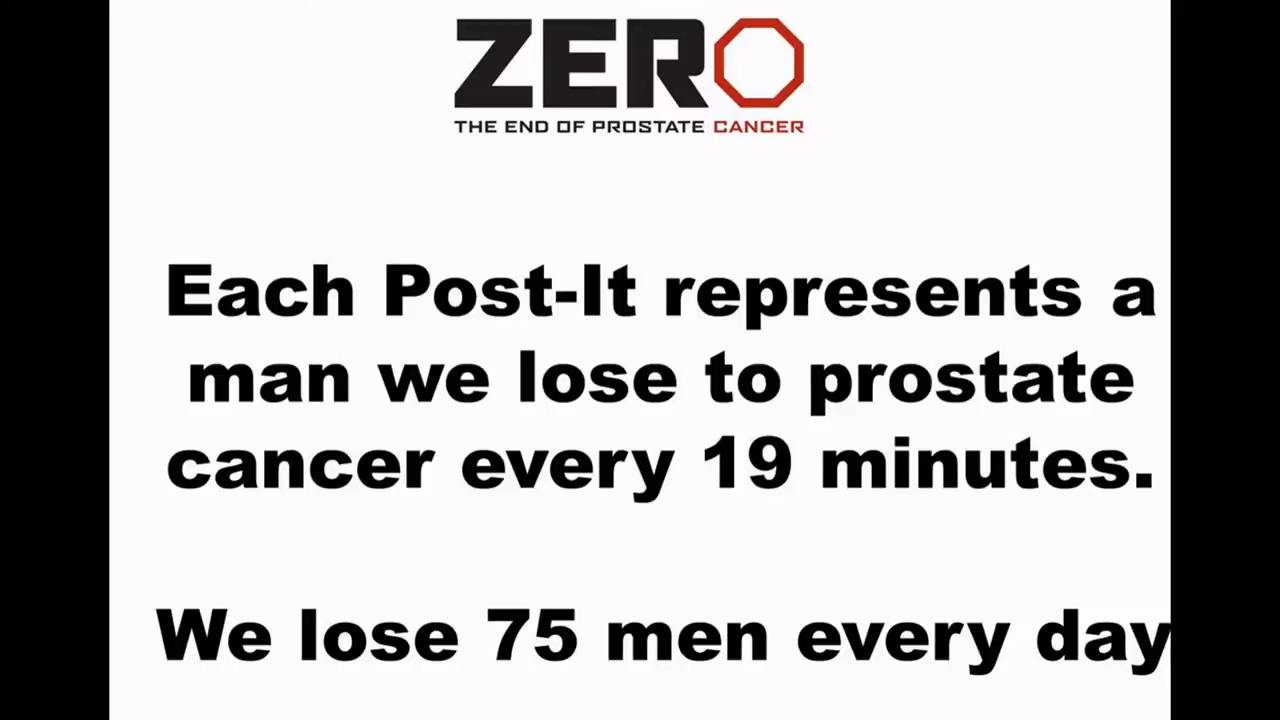 ZERO
THE END OF PROSTATE CANCER
Each Post-It represents a
man we lose to prostate
cancer every 19 minutes.
We lose 75 men every day